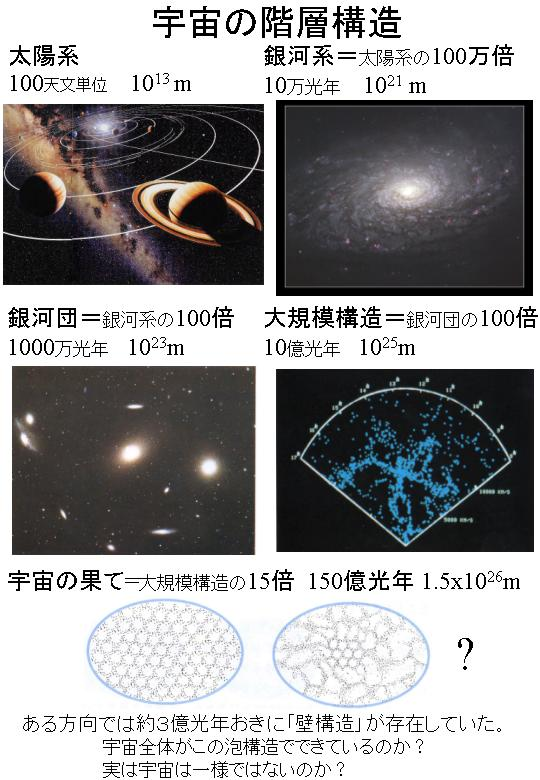 宇宙の階層構造
太陽系
100天文単位 10¹³ m
銀河系＝太陽系の100万倍
10万光年 10²¹ m
銀河団＝銀河系の100倍
1000万光年 10²³m
大規模構造＝銀河団の100倍
10億光年 10²⁵m
10000 KM/S
5000 KM/S
宇宙の果て＝大規模構造の15倍 150億光年 1.5x10²⁶m
?
ある方向では約３億光年おきに「壁構造」が存在していた。
宇宙全体がこの泡構造でできているのか？
実は宇宙は一様ではないのか？